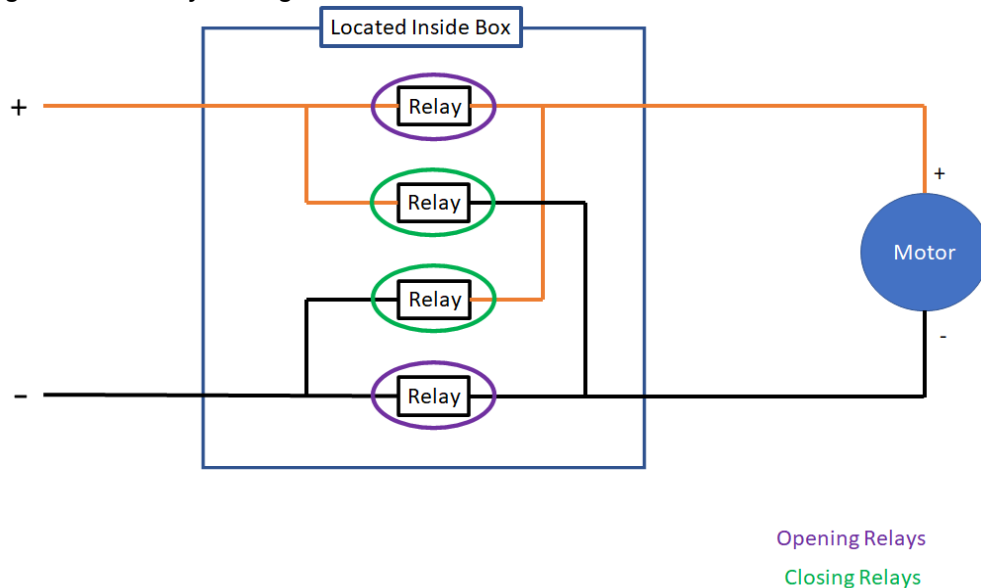 Located Inside Box
+
Relay
Relay
+
Motor
Relay
-
−
Relay
Opening Relays
Closing Relays